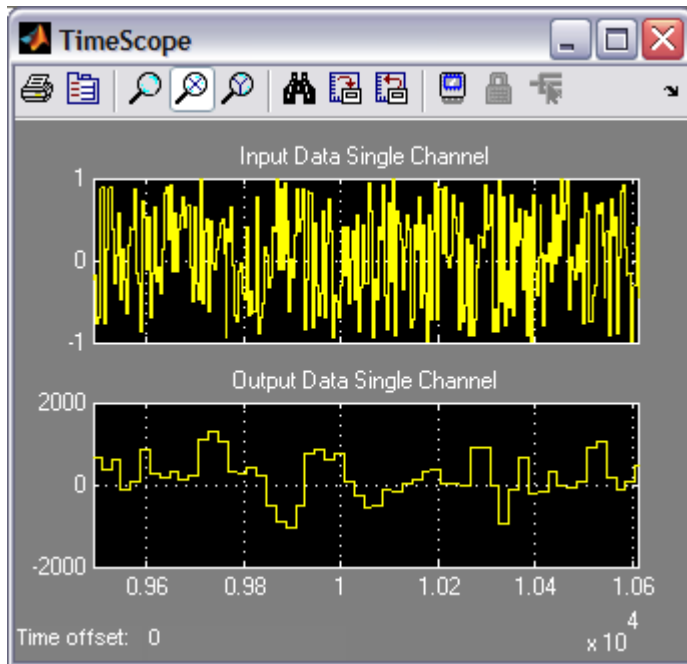 TimeScope
Input Data Single Channel
1
0
-1
Output Data Single Channel
2000
0
-2000
0.96 0.98 1 1.02 1.04 1.06
x 10 4
Time offset: 0